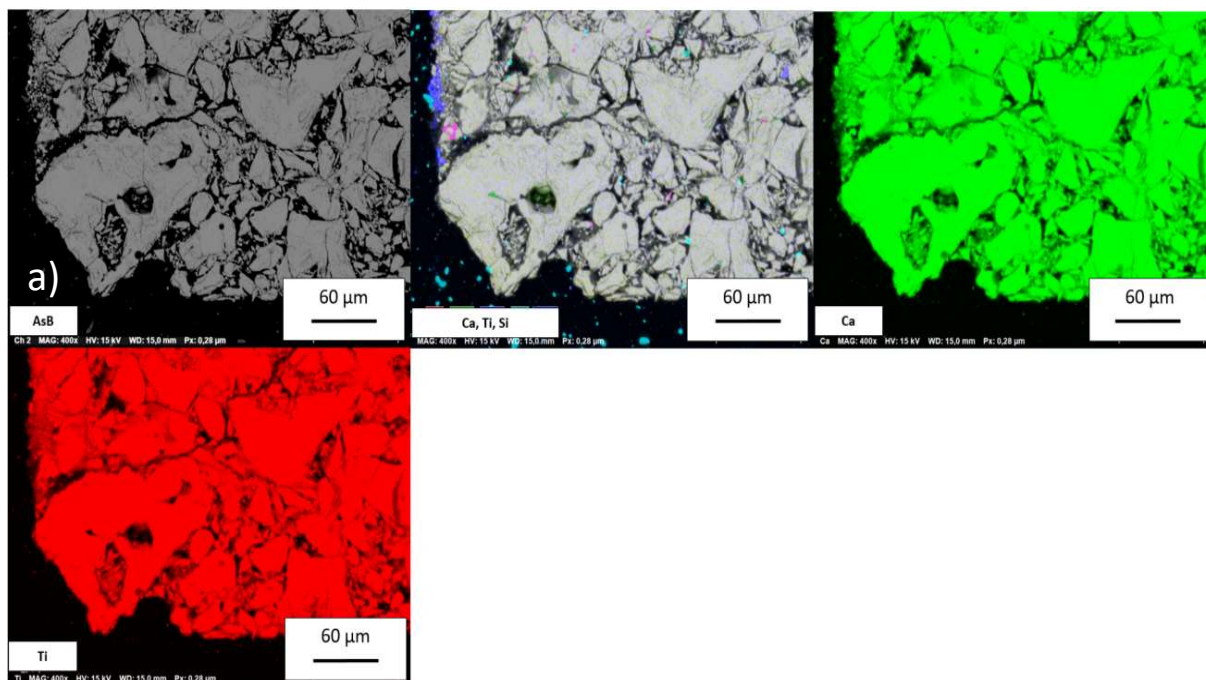 a)
60 µm
AsB
Ch 2 MAG: 400x HV: 15 kV WD: 15,0 mm Px: 0,28 µm
60 µm
Ca, Ti, Si
MAG: 400x HV: 15 kV WD: 15,0 mm Px: 0,28 µm
60 µm
Ca
Ca MAG: 400x HV: 15 kV WD: 15,0 mm Px: 0,28 µm
60 µm
Ti
Ti MAG: 400x HV: 15 kV WD: 15,0 mm Px: 0,28 µm